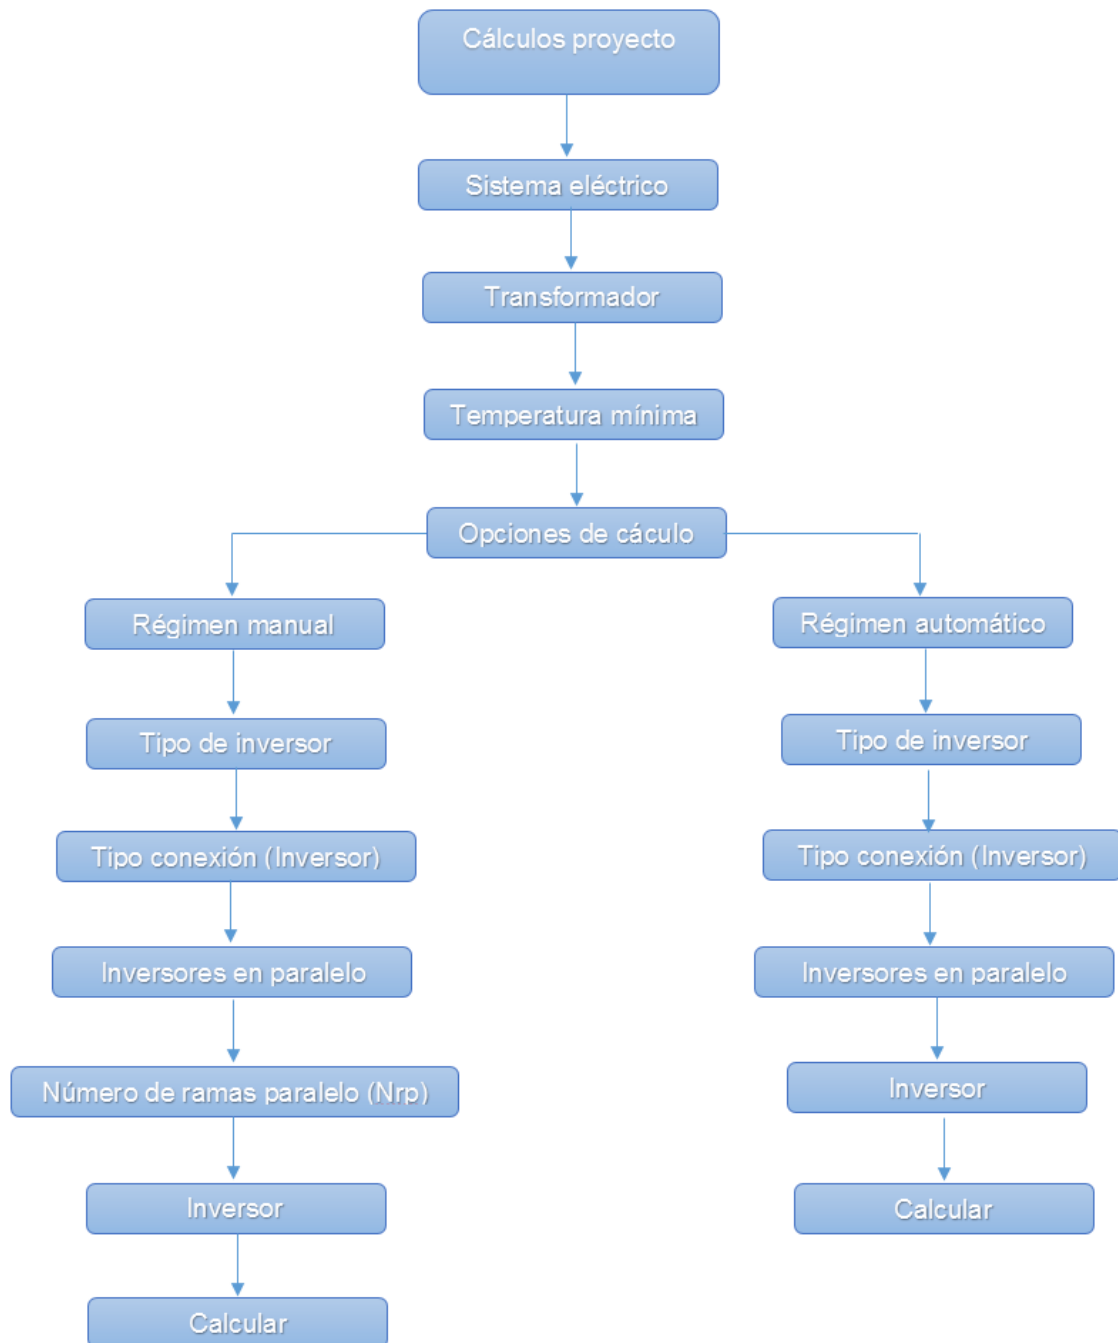 Cálculos proyecto
Sistema eléctrico
Transformador
Temperatura mínima
Opciones de cáculo
Régimen manual
Tipo de inversor
Tipo conexión (Inversor)
Inversores en paralelo
Número de ramas paralelo (Nrp)
Inversor
Calcular
Régimen automático
Tipo de inversor
Tipo conexión (Inversor)
Inversores en paralelo
Inversor
Calcular